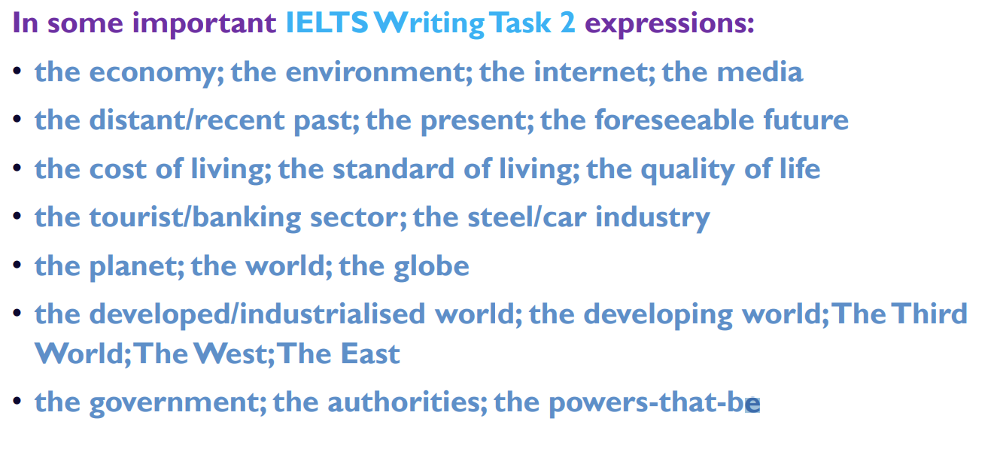 In some important IELTS Writing Task 2 expressions:
• the economy; the environment; the internet; the media
• the distant/recent past; the present; the foreseeable future
• the cost of living; the standard of living; the quality of life
• the tourist/banking sector; the steel/car industry
• the planet; the world; the globe
• the developed/industrialised world; the developing world; The Third
World; The West; The East
• the government; the authorities; the powers-that-be